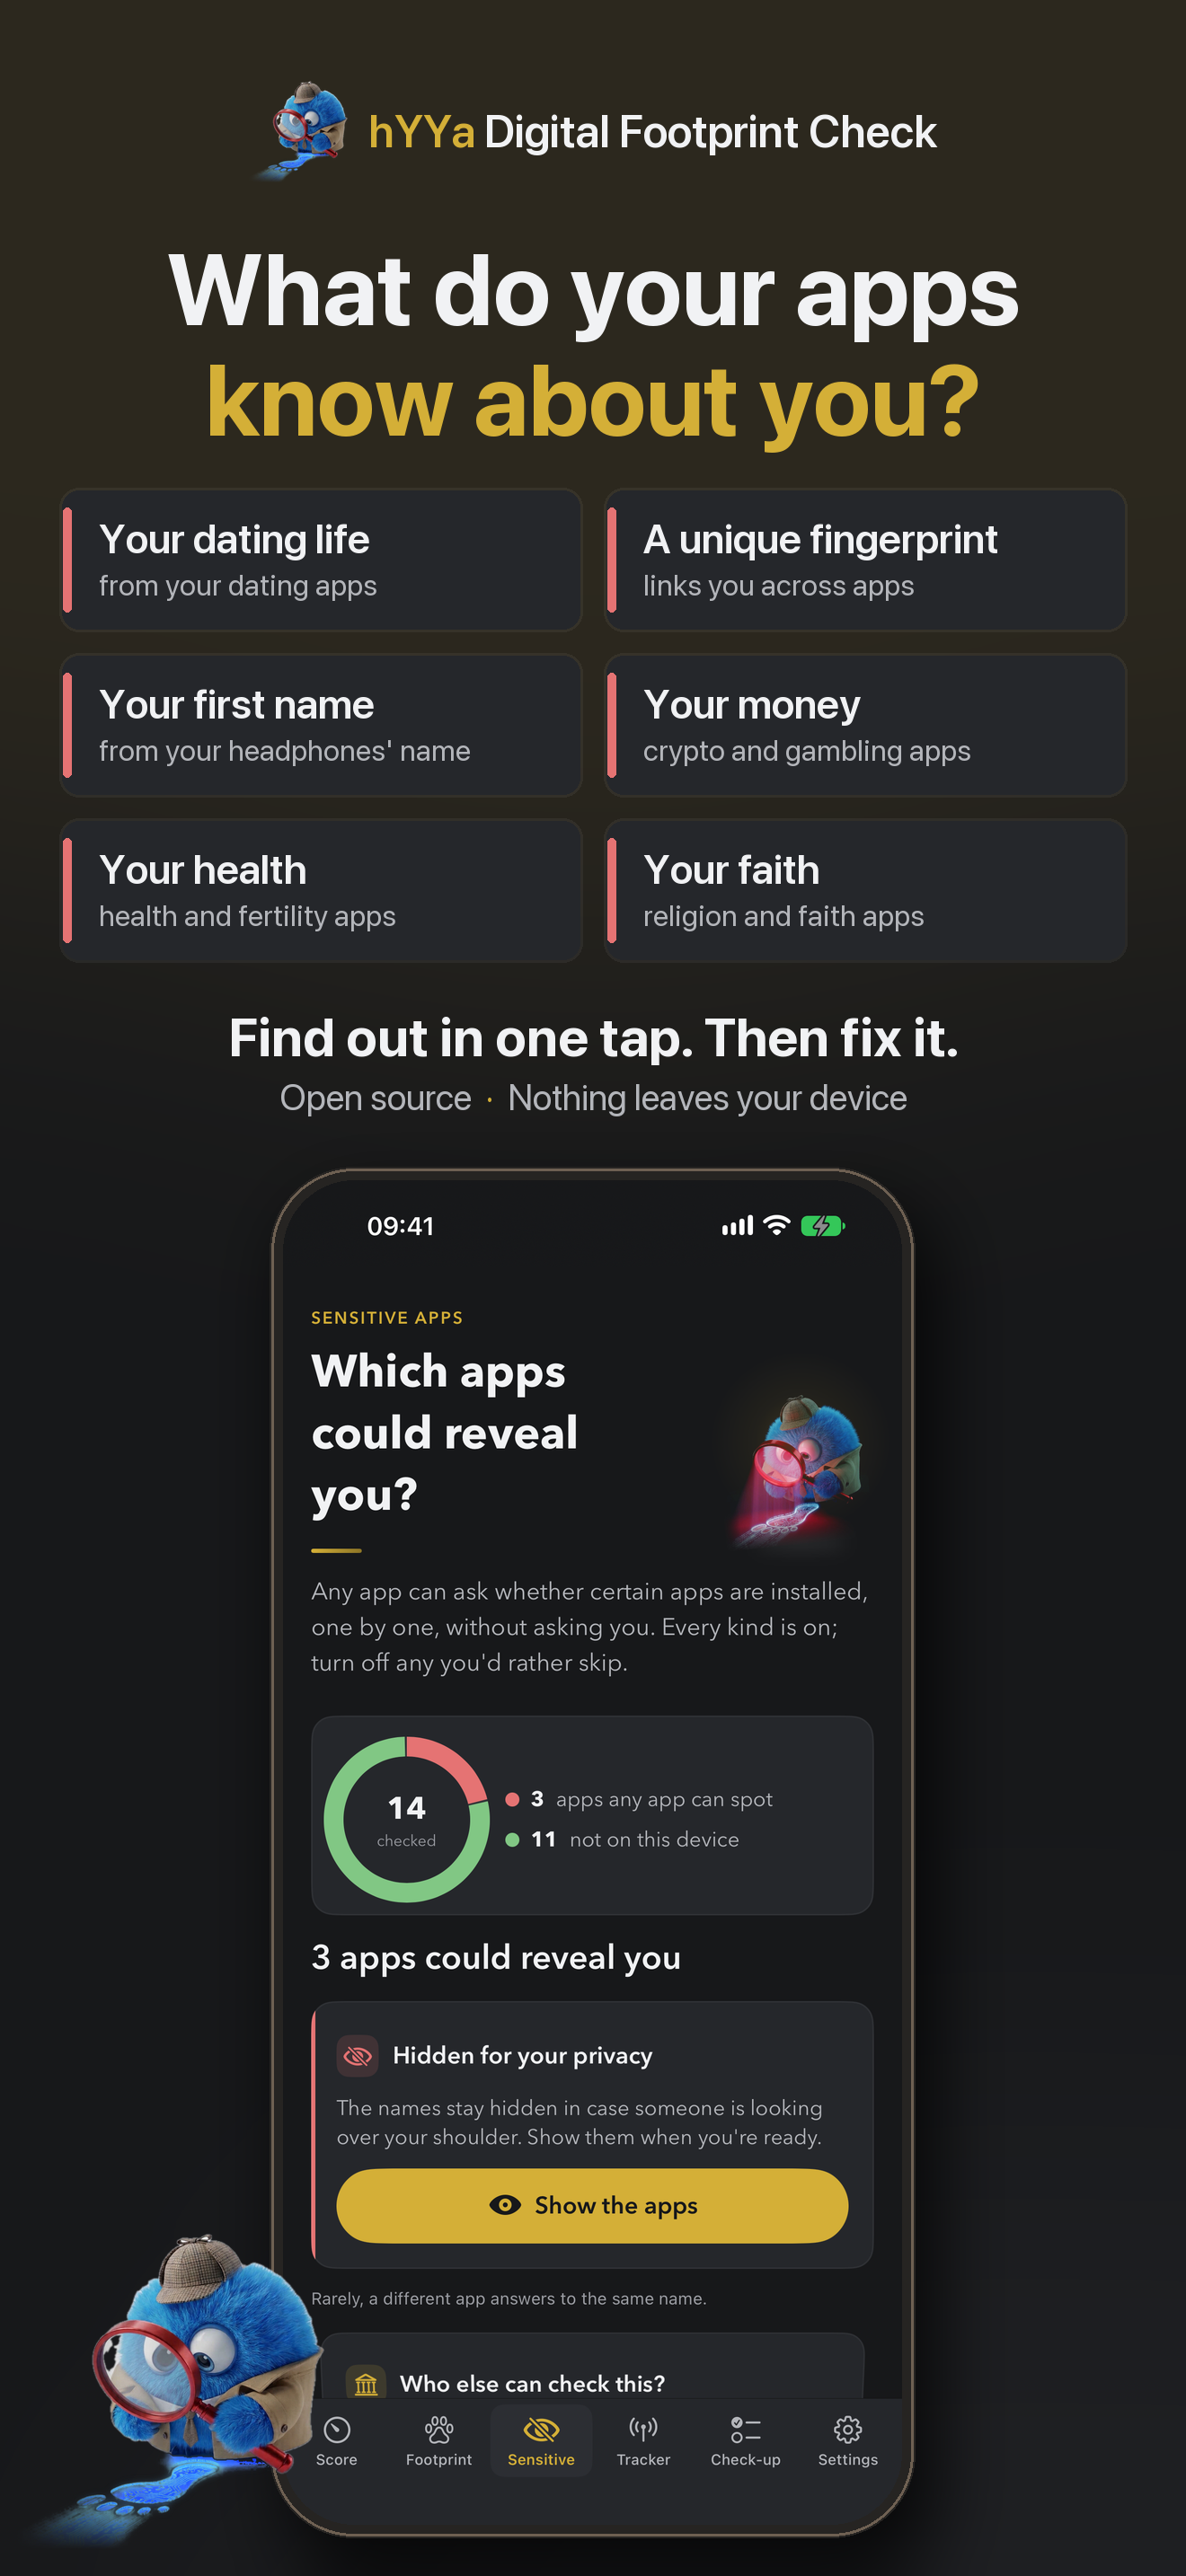 hYYa Digital Footprint Check
What do your apps
know about you?
Your dating life
from your dating apps
A unique fingerprint
links you across apps
Your first name
from your headphones' name
Your money
crypto and gambling apps
Your health
health and fertility apps
Your faith
religion and faith apps
Find out in one tap. Then fix it.
Open source · Nothing leaves your device
09:41
SENSITIVE APPS
Which apps
could reveal
you?
Any app can ask whether certain apps are installed,
one by one, without asking you. Every kind is on;
turn off any you'd rather skip.
14
checked
3 apps any app can spot
11 not on this device
3 apps could reveal you
Hidden for your privacy
The names stay hidden in case someone is looking
over your shoulder. Show them when you're ready.
Show the apps
Rarely, a different app answers to the same name.
Who else can check this?
Score
Footprint
Sensitive
Tracker
Check-up
Settings